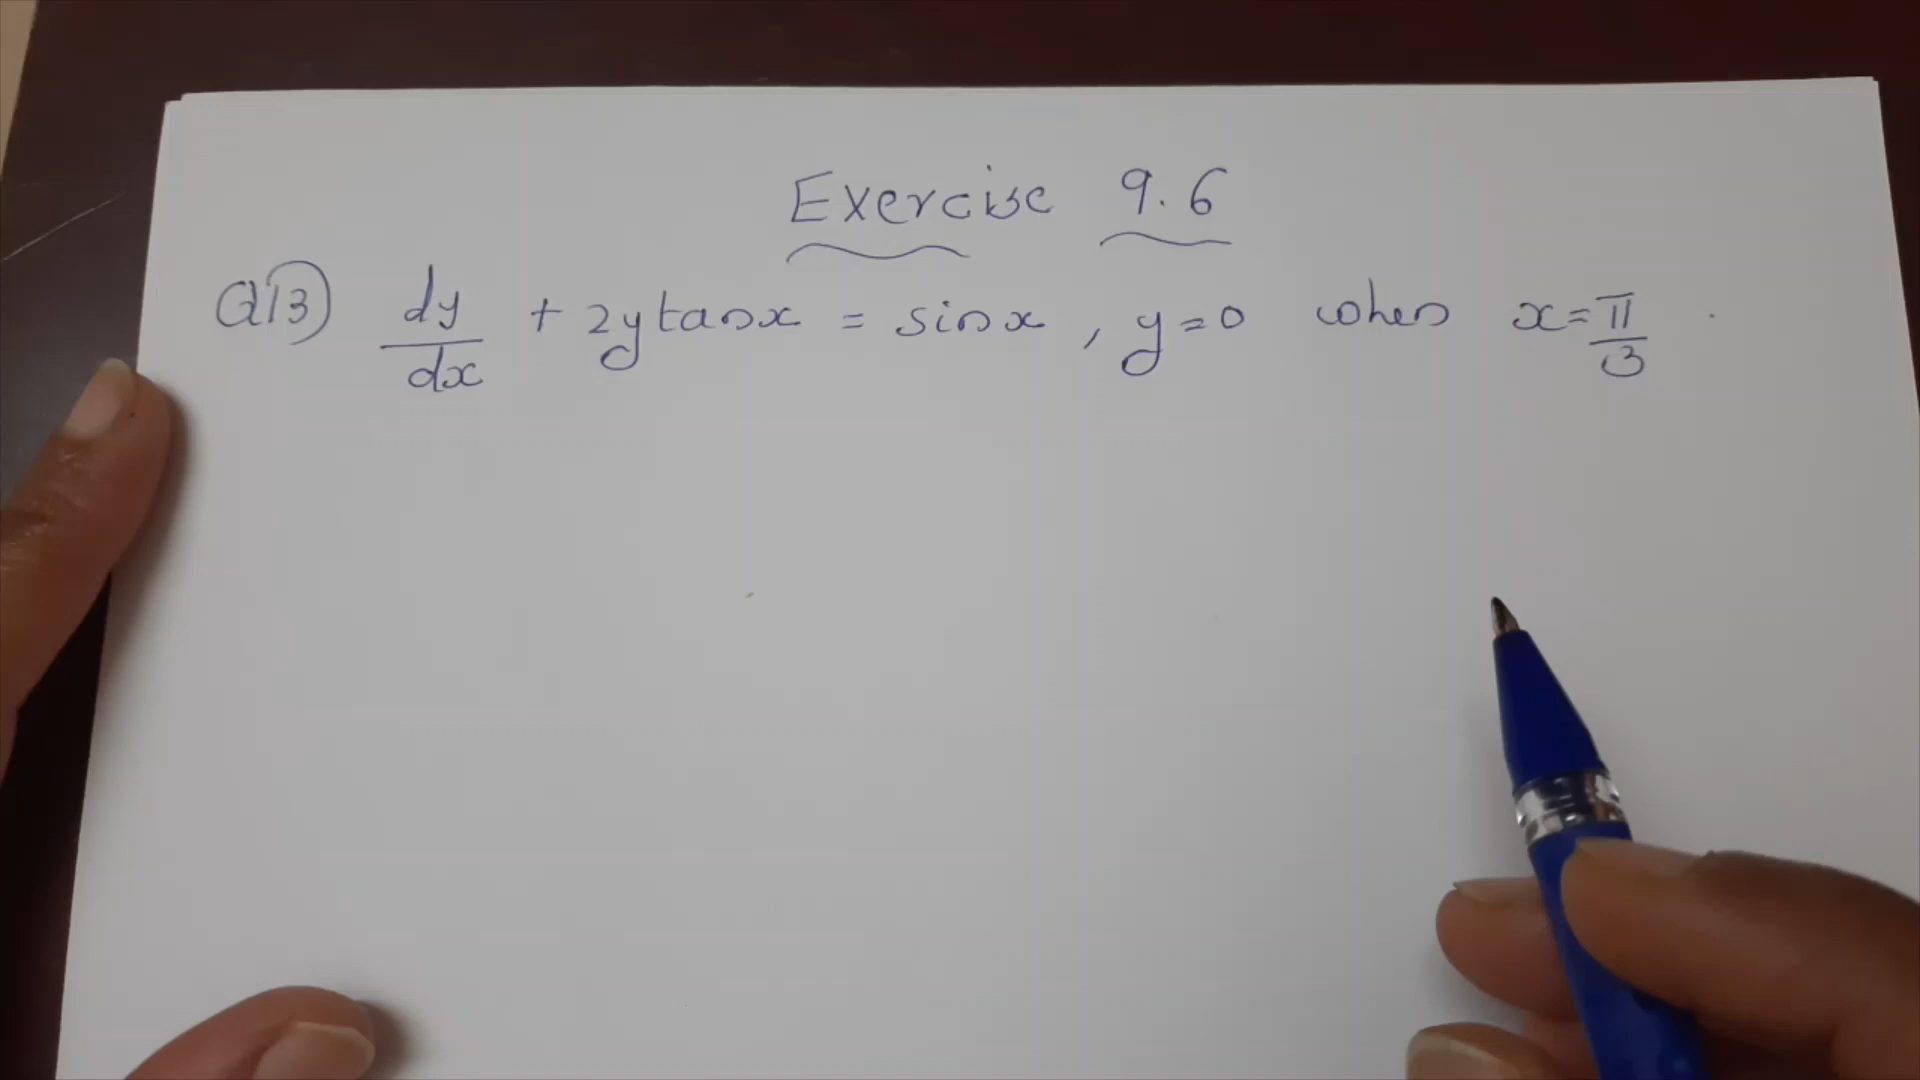 Exercise 9.6
Q13) dy/dx + 2y tan x = sin x , y = 0 when x = π/3 .